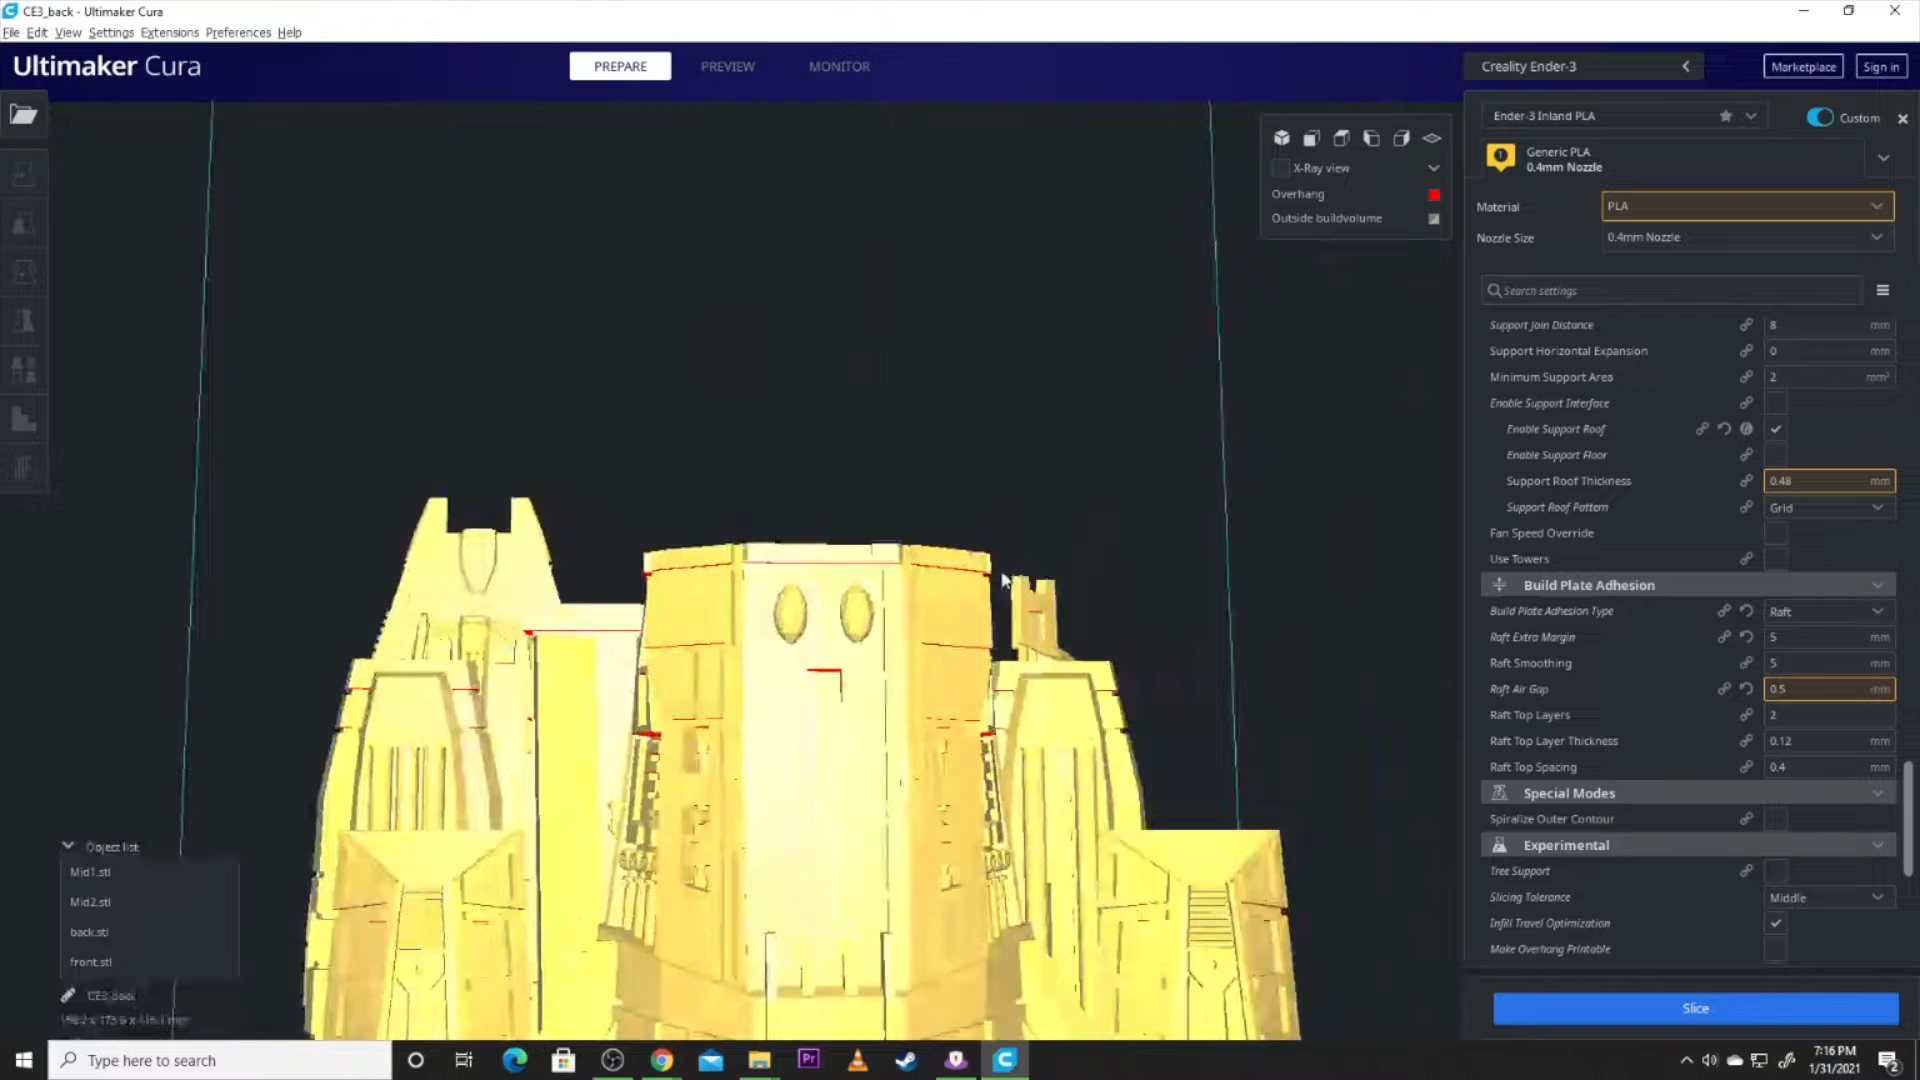 CE3_back - Ultimaker Cura
File Edit View Settings Extensions Preferences Help
Ultimaker Cura
PREPARE
PREVIEW
MONITOR
Creality Ender-3
Marketplace
Sign in
Ender-3 Inland PLA
Custom
1
Generic PLA
0.4mm Nozzle
X-Ray view
Overhang
Outside buildvolume
Material
PLA
Nozzle Size
0.4mm Nozzle
Search settings
Support Join Distance 8 mm
Support Horizontal Expansion 0 mm
Minimum Support Area 2 mm²
Enable Support Interface
Enable Support Roof
Enable Support Floor
Support Roof Thickness 0.48 mm
Support Roof Pattern Grid
Fan Speed Override
Use Towers
Build Plate Adhesion
Build Plate Adhesion Type Raft
Raft Extra Margin 5 mm
Raft Smoothing 5 mm
Raft Air Gap 0.5 mm
Raft Top Layers 2
Raft Top Layer Thickness 0.12 mm
Raft Top Spacing 0.4 mm
Special Modes
Spiralize Outer Contour
Experimental
Tree Support
Slicing Tolerance Middle
Infill Travel Optimization
Make Overhang Printable
Slice
Object list
Mid1.stl
Mid2.stl
back.stl
front.stl
Type here to search
Pr
7:16 PM
1/31/2021
2